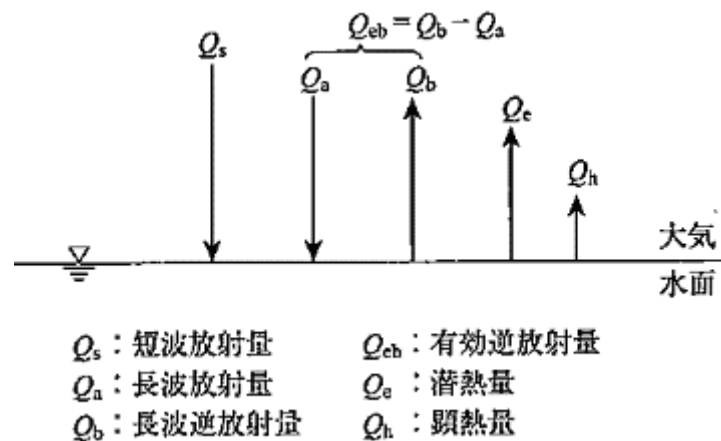 Qeb = Qb − Qa
Qs
Qa
Qb
Qe
Qh
大気
水面
Qs：短波放射量
Qeb：有効逆放射量
Qa：長波放射量
Qe：潜熱量
Qb：長波逆放射量
Qh：顕熱量